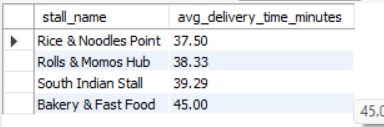 stall_name avg_delivery_time_minutes
Rice & Noodles Point 37.50
Rolls & Momos Hub 38.33
South Indian Stall 39.29
Bakery & Fast Food 45.00